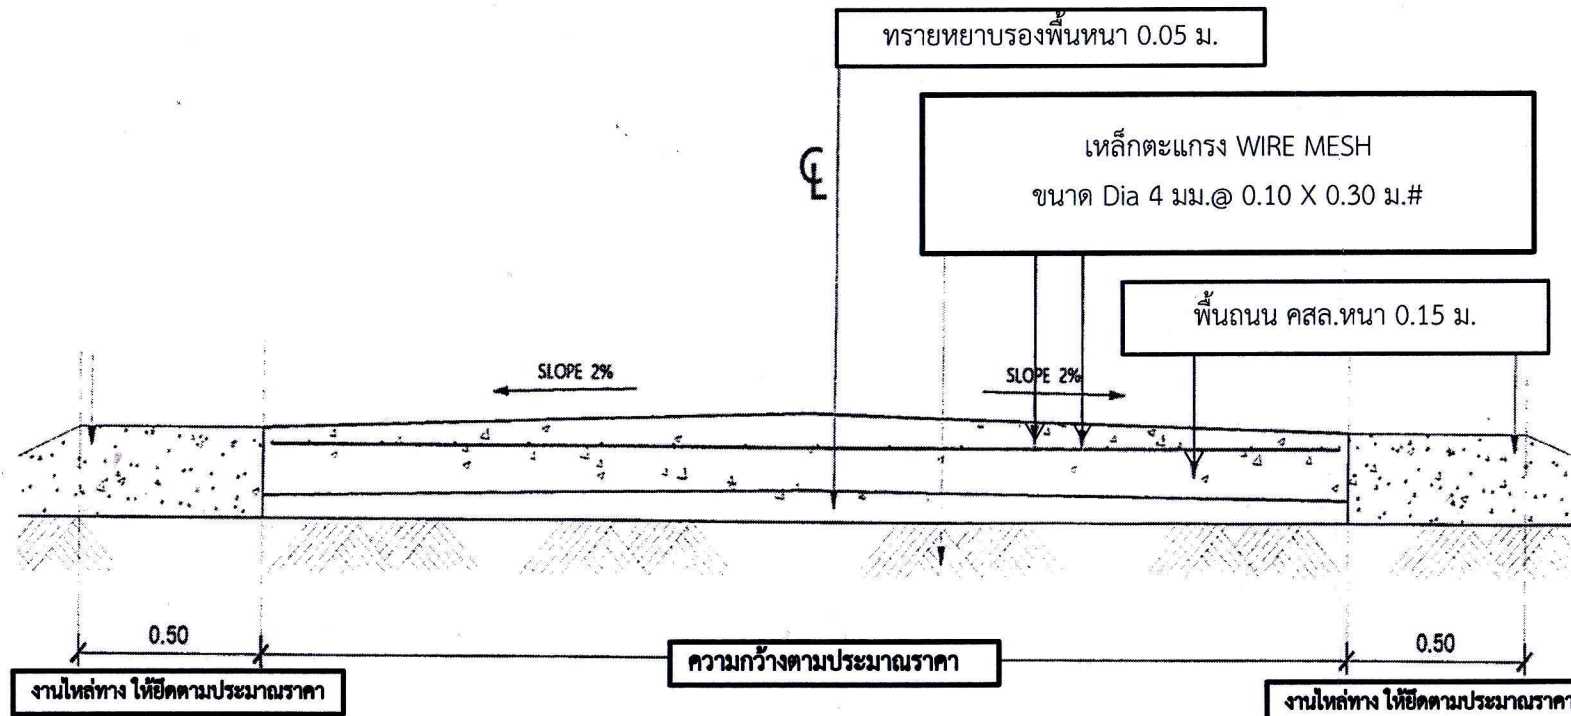 ทรายหยาบรองพื้นหนา 0.05 ม.
เหล็กตะแกรง WIRE MESH
ขนาด Dia 4 มม.@ 0.10 X 0.30 ม.#
℄
พื้นถนน คสล.หนา 0.15 ม.
SLOPE 2%
SLOPE 2%
0.50
ความกว้างตามประมาณราคา
0.50
งานไหล่ทาง ให้ยึดตามประมาณราคา
งานไหล่ทาง ให้ยึดตามประมาณราคา